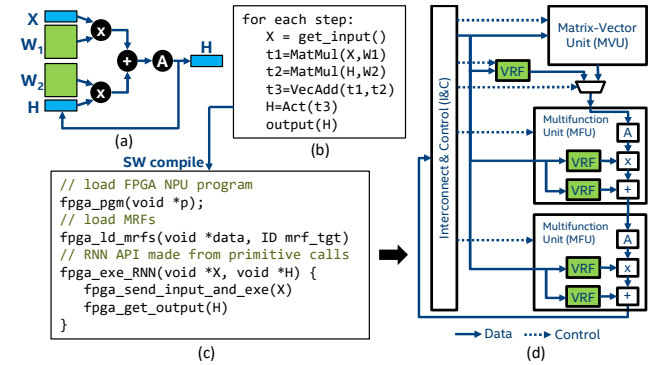 X
W1
W2
H
x
x
+
A
H
(a)
for each step:
X = get_input()
t1=MatMul(X,W1)
t2=MatMul(H,W2)
t3=VecAdd(t1,t2)
H=Act(t3)
output(H)
(b)
SW compile
// load FPGA NPU program
fpga_pgm(void *p);
// load MRFs
fpga_ld_mrfs(void *data, ID mrf_tgt)
// RNN API made from primitive calls
fpga_exe_RNN(void *X, void *H) {
fpga_send_input_and_exe(X)
fpga_get_output(H)
}
(c)
Interconnect & Control (I&C)
Matrix-Vector
Unit (MVU)
VRF
Multifunction
Unit (MFU)
A
VRF
x
VRF
+
Multifunction
Unit (MFU)
A
VRF
x
VRF
+
Data
Control
(d)